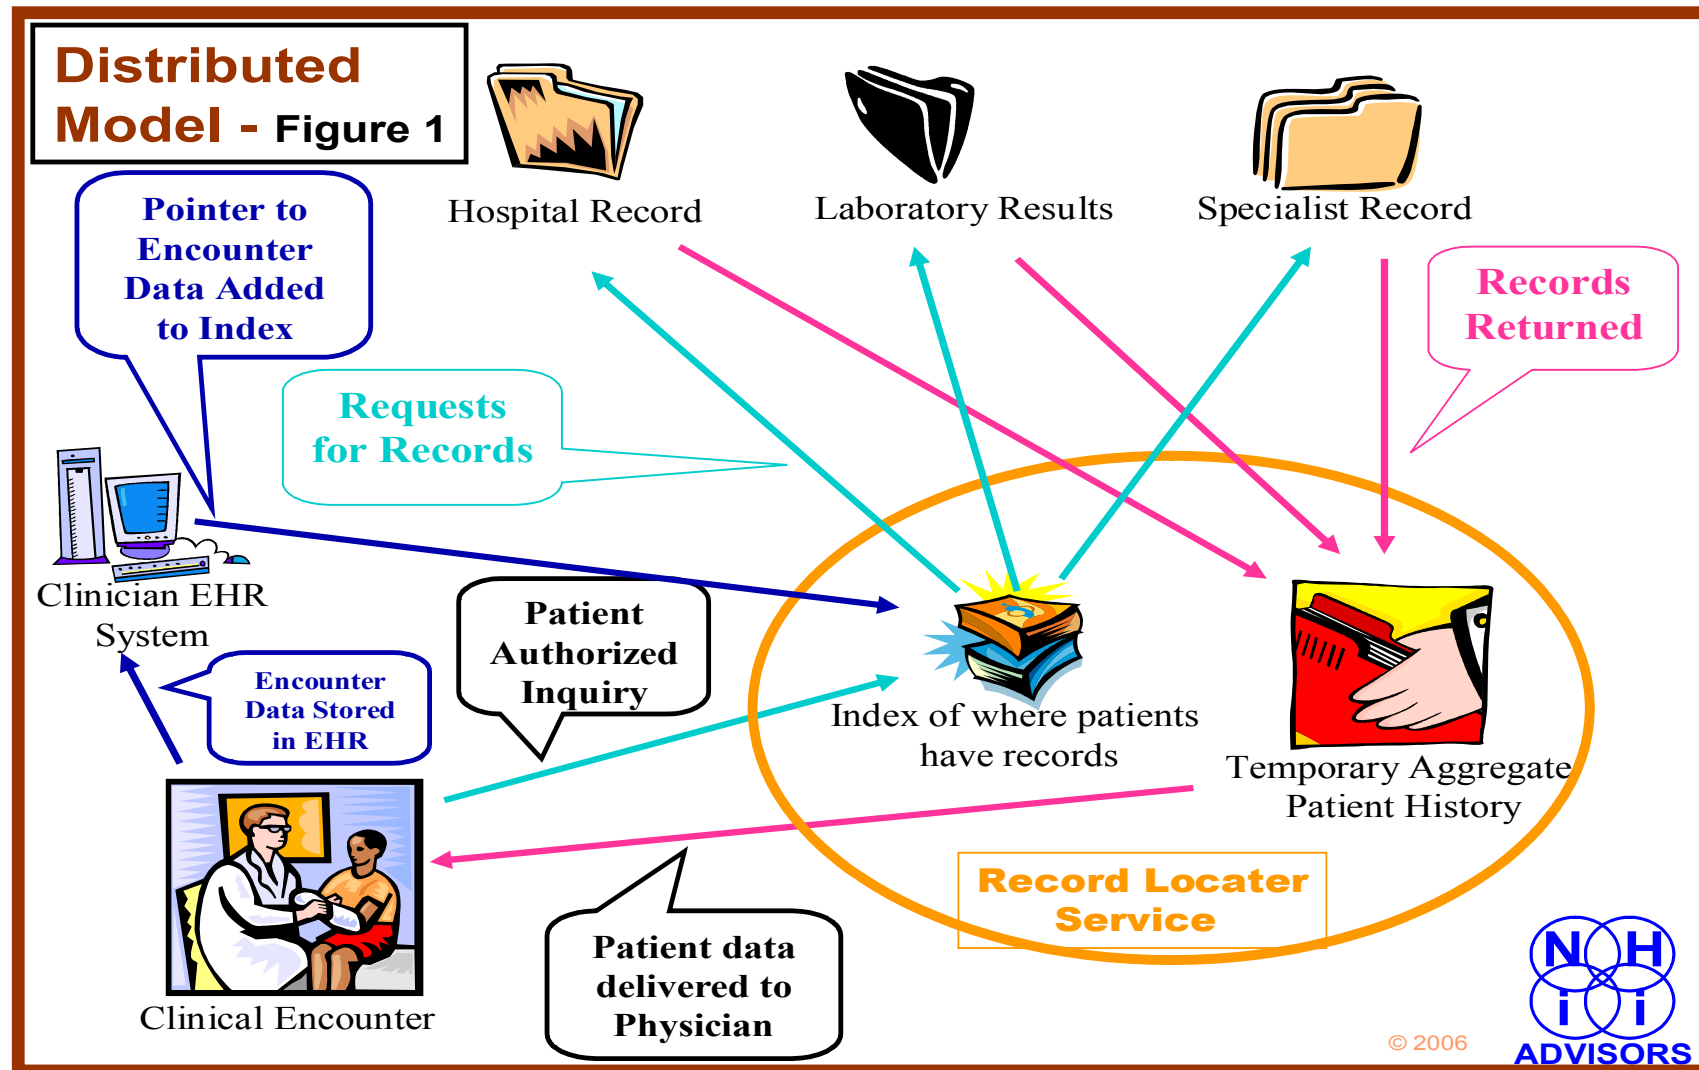 Distributed
Model - Figure 1
Hospital Record
Laboratory Results
Specialist Record
Pointer to
Encounter
Data Added
to Index
Records
Returned
Requests
for Records
Clinician EHR
System
Patient
Authorized
Inquiry
Encounter
Data Stored
in EHR
Index of where patients
have records
Temporary Aggregate
Patient History
Record Locater
Service
Patient data
delivered to
Physician
Clinical Encounter
© 2006
N H
i i
ADVISORS